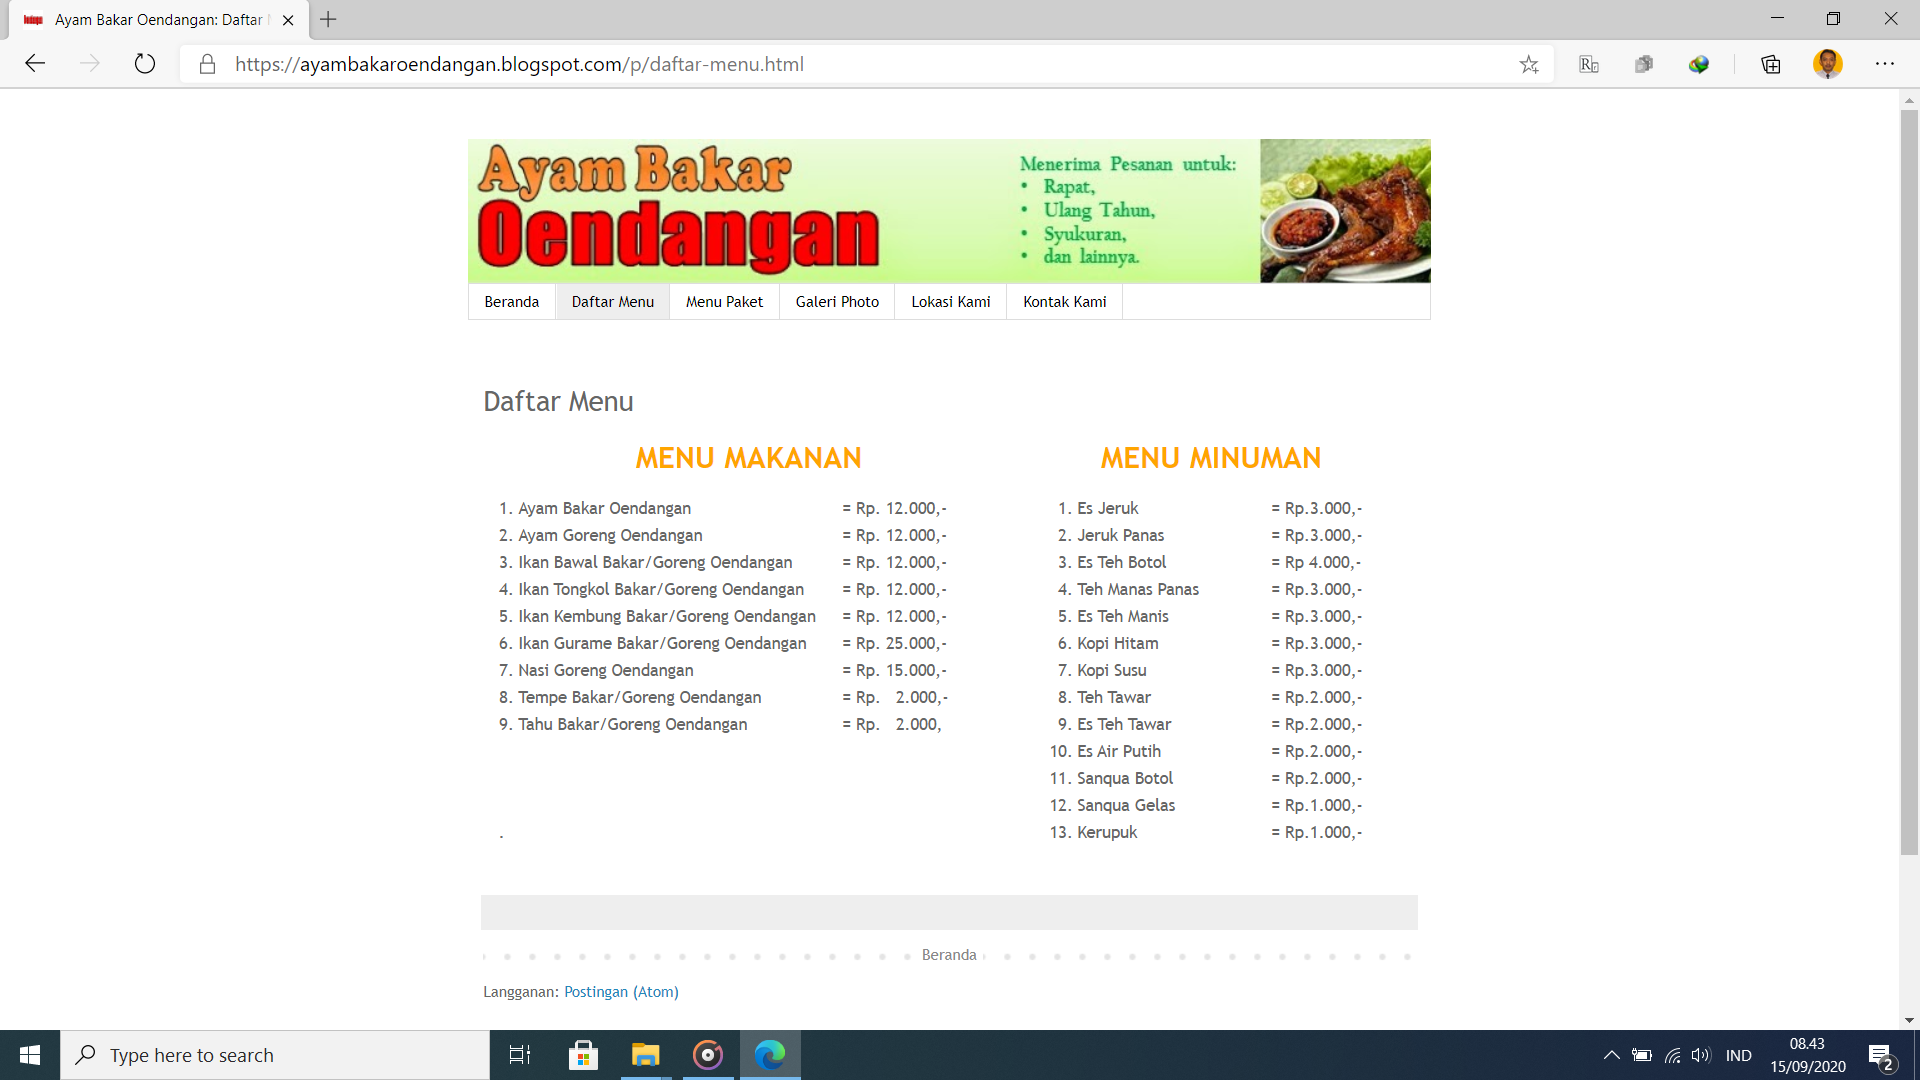 Ayam Bakar Oendangan: Daftar
https://ayambakaroendangan.blogspot.com/p/daftar-menu.html
Ayam Bakar
Oendangan
Menerima Pesanan untuk:
• Rapat,
• Ulang Tahun,
• Syukuran,
• dan lainnya.
Beranda Daftar Menu Menu Paket Galeri Photo Lokasi Kami Kontak Kami
Daftar Menu
MENU MAKANAN
1. Ayam Bakar Oendangan = Rp. 12.000,-
2. Ayam Goreng Oendangan = Rp. 12.000,-
3. Ikan Bawal Bakar/Goreng Oendangan = Rp. 12.000,-
4. Ikan Tongkol Bakar/Goreng Oendangan = Rp. 12.000,-
5. Ikan Kembung Bakar/Goreng Oendangan = Rp. 12.000,-
6. Ikan Gurame Bakar/Goreng Oendangan = Rp. 25.000,-
7. Nasi Goreng Oendangan = Rp. 15.000,-
8. Tempe Bakar/Goreng Oendangan = Rp. 2.000,-
9. Tahu Bakar/Goreng Oendangan = Rp. 2.000,
.
MENU MINUMAN
1. Es Jeruk = Rp.3.000,-
2. Jeruk Panas = Rp.3.000,-
3. Es Teh Botol = Rp 4.000,-
4. Teh Manas Panas = Rp.3.000,-
5. Es Teh Manis = Rp.3.000,-
6. Kopi Hitam = Rp.3.000,-
7. Kopi Susu = Rp.3.000,-
8. Teh Tawar = Rp.2.000,-
9. Es Teh Tawar = Rp.2.000,-
10. Es Air Putih = Rp.2.000,-
11. Sanqua Botol = Rp.2.000,-
12. Sanqua Gelas = Rp.1.000,-
13. Kerupuk = Rp.1.000,-
Beranda
Langganan: Postingan (Atom)
Type here to search
IND
08.43
15/09/2020
2